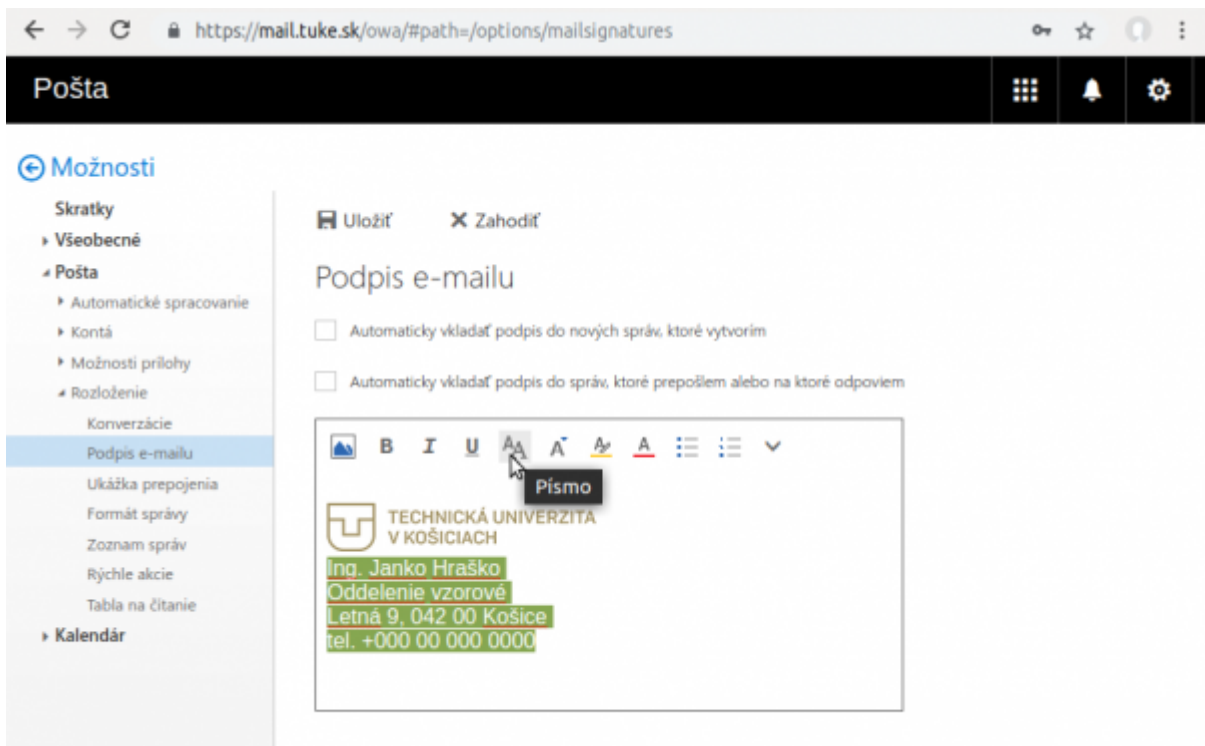 https://mail.tuke.sk/owa/#path=/options/mailsignatures
Pošta
Možnosti
Skratky
Všeobecné
Pošta
Automatické spracovanie
Kontá
Možnosti prílohy
Rozloženie
Konverzácie
Podpis e-mailu
Ukážka prepojenia
Formát správy
Zoznam správ
Rýchle akcie
Tabla na čítanie
Kalendár
Uložiť Zahodiť
Podpis e-mailu
Automaticky vkladať podpis do nových správ, ktoré vytvorím
Automaticky vkladať podpis do správ, ktoré prepošlem alebo na ktoré odpoviem
B I U AA A A A
Písmo
TECHNICKÁ UNIVERZITA
V KOŠICIACH
Ing. Janko Hraško
Oddelenie vzorové
Letná 9, 042 00 Košice
tel. +000 00 000 0000